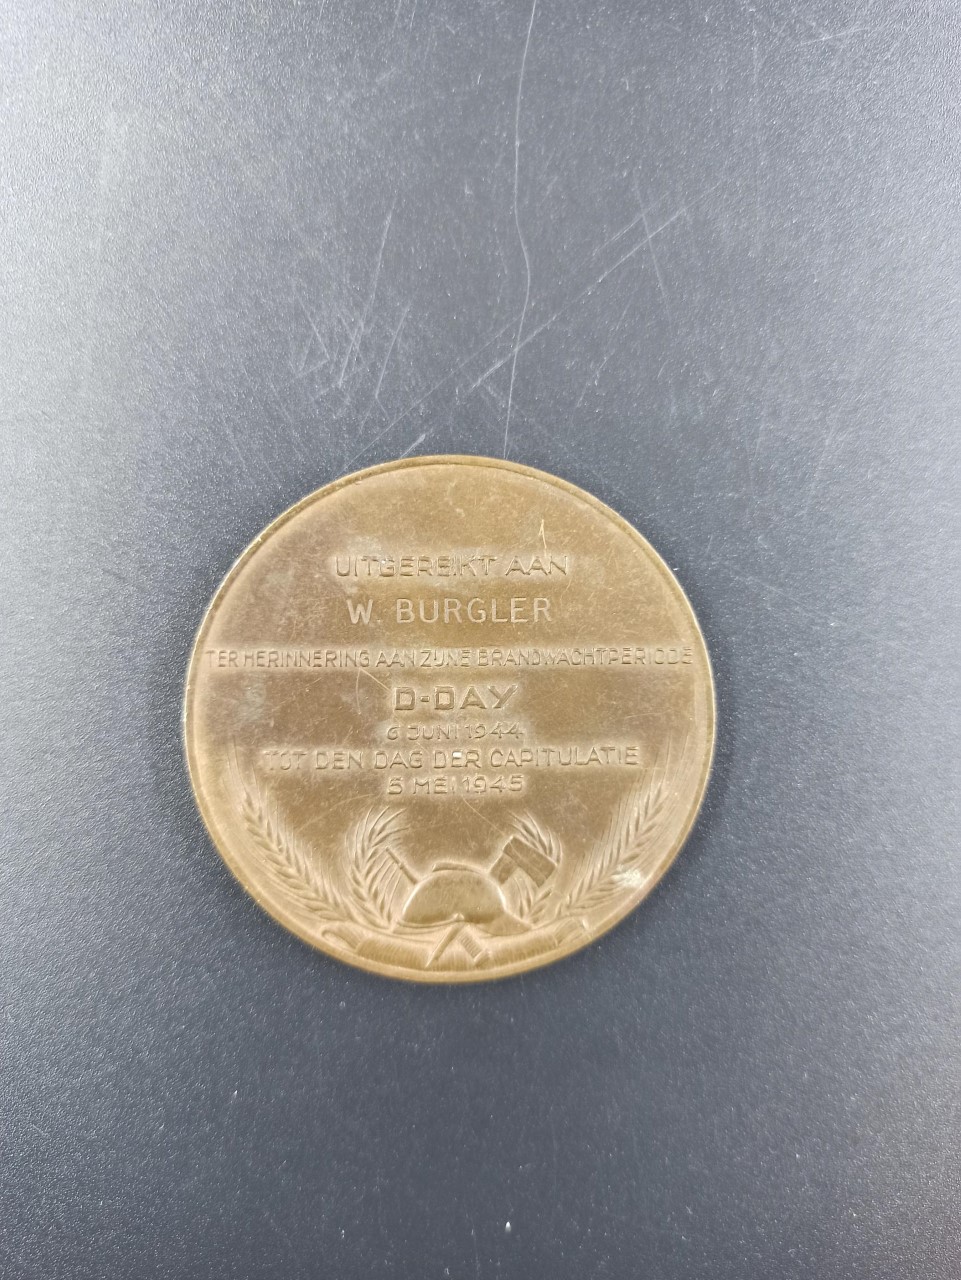 UITGEREIKT AAN
W. BURGLER
TER HERINNERING AAN ZIJNE BRANDWACHTPERIODE
D-DAY
6 JUNI 1944
TOT DEN DAG DER CAPITULATIE
5 MEI 1945